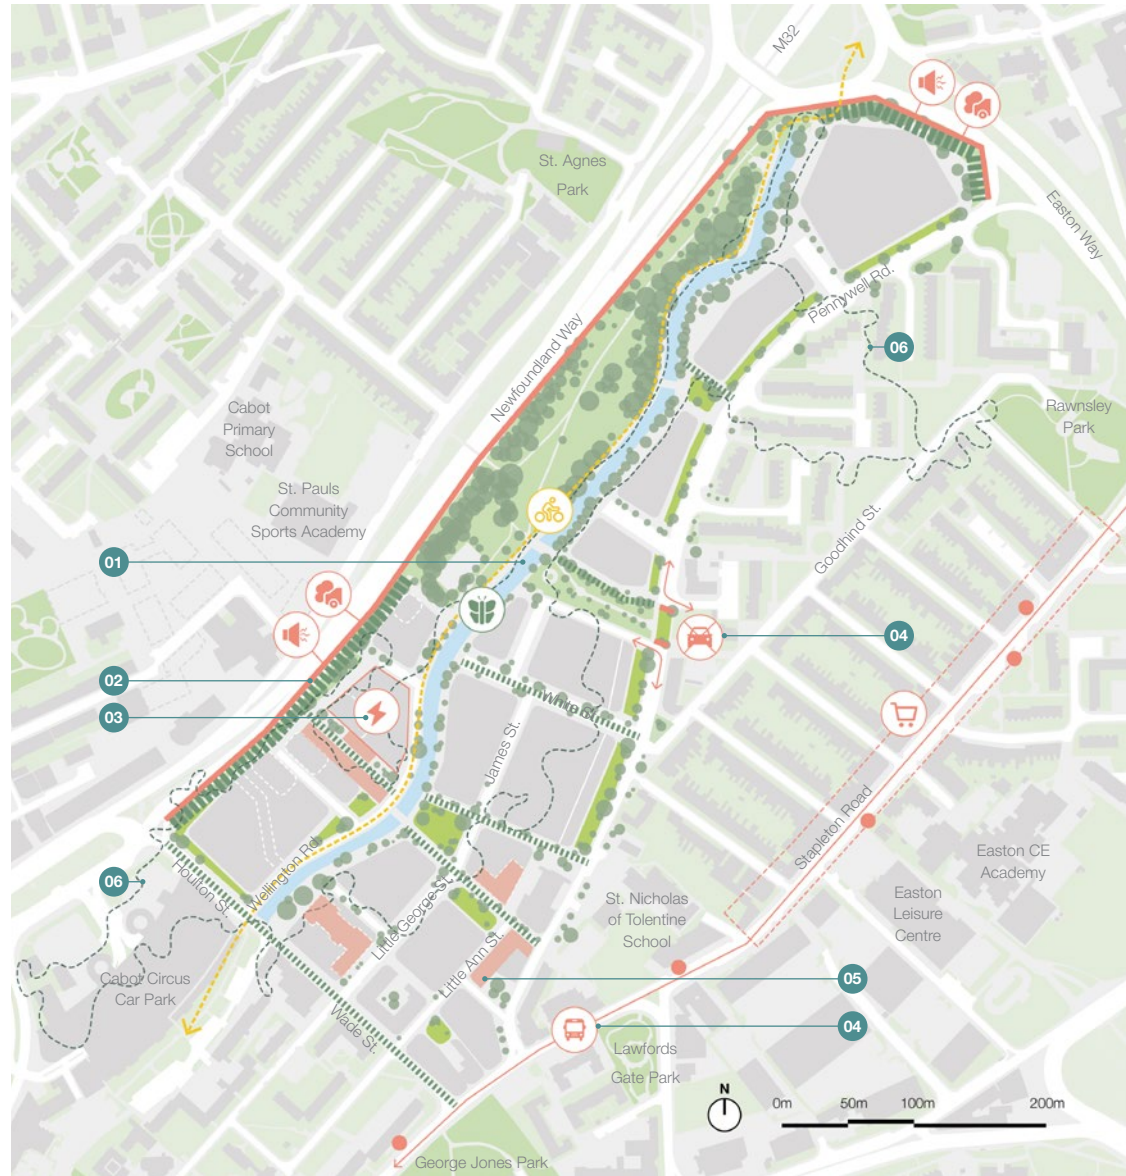 M32
St. Agnes
Park
Easton Way
Pennywell Rd.
Newfoundland Way
06
Rawnsley
Park
Cabot
Primary
School
St. Pauls
Community
Sports Academy
Goodhind St.
01
04
02
03
White St.
James St.
Stapleton Road
Easton CE
Academy
Wellington Rd.
Houlton St.
06
Little George St.
St. Nicholas
of Tolentine
School
Easton
Leisure
Centre
Little Ann St.
Cabot Circus
Car Park
05
Wade St.
04
Lawfords
Gate Park
N
0m
50m
100m
200m
George Jones Park